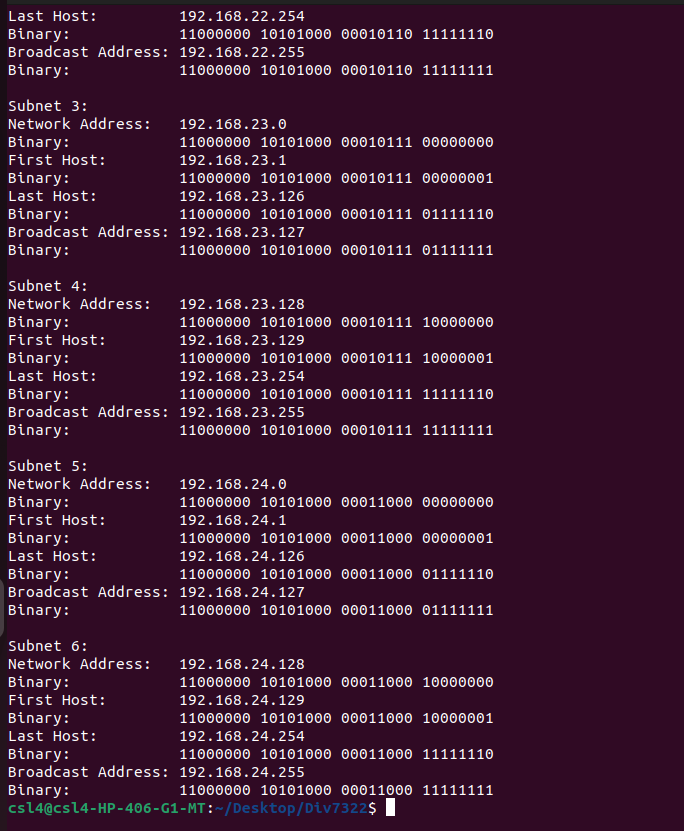 Last Host:         192.168.22.254
Binary:            11000000 10101000 00010110 11111110
Broadcast Address: 192.168.22.255
Binary:            11000000 10101000 00010110 11111111

Subnet 3:
Network Address:   192.168.23.0
Binary:            11000000 10101000 00010111 00000000
First Host:        192.168.23.1
Binary:            11000000 10101000 00010111 00000001
Last Host:         192.168.23.126
Binary:            11000000 10101000 00010111 01111110
Broadcast Address: 192.168.23.127
Binary:            11000000 10101000 00010111 01111111

Subnet 4:
Network Address:   192.168.23.128
Binary:            11000000 10101000 00010111 10000000
First Host:        192.168.23.129
Binary:            11000000 10101000 00010111 10000001
Last Host:         192.168.23.254
Binary:            11000000 10101000 00010111 11111110
Broadcast Address: 192.168.23.255
Binary:            11000000 10101000 00010111 11111111

Subnet 5:
Network Address:   192.168.24.0
Binary:            11000000 10101000 00011000 00000000
First Host:        192.168.24.1
Binary:            11000000 10101000 00011000 00000001
Last Host:         192.168.24.126
Binary:            11000000 10101000 00011000 01111110
Broadcast Address: 192.168.24.127
Binary:            11000000 10101000 00011000 01111111

Subnet 6:
Network Address:   192.168.24.128
Binary:            11000000 10101000 00011000 10000000
First Host:        192.168.24.129
Binary:            11000000 10101000 00011000 10000001
Last Host:         192.168.24.254
Binary:            11000000 10101000 00011000 11111110
Broadcast Address: 192.168.24.255
Binary:            11000000 10101000 00011000 11111111
csl4@csl4-HP-406-G1-MT:~/Desktop/Div7322$